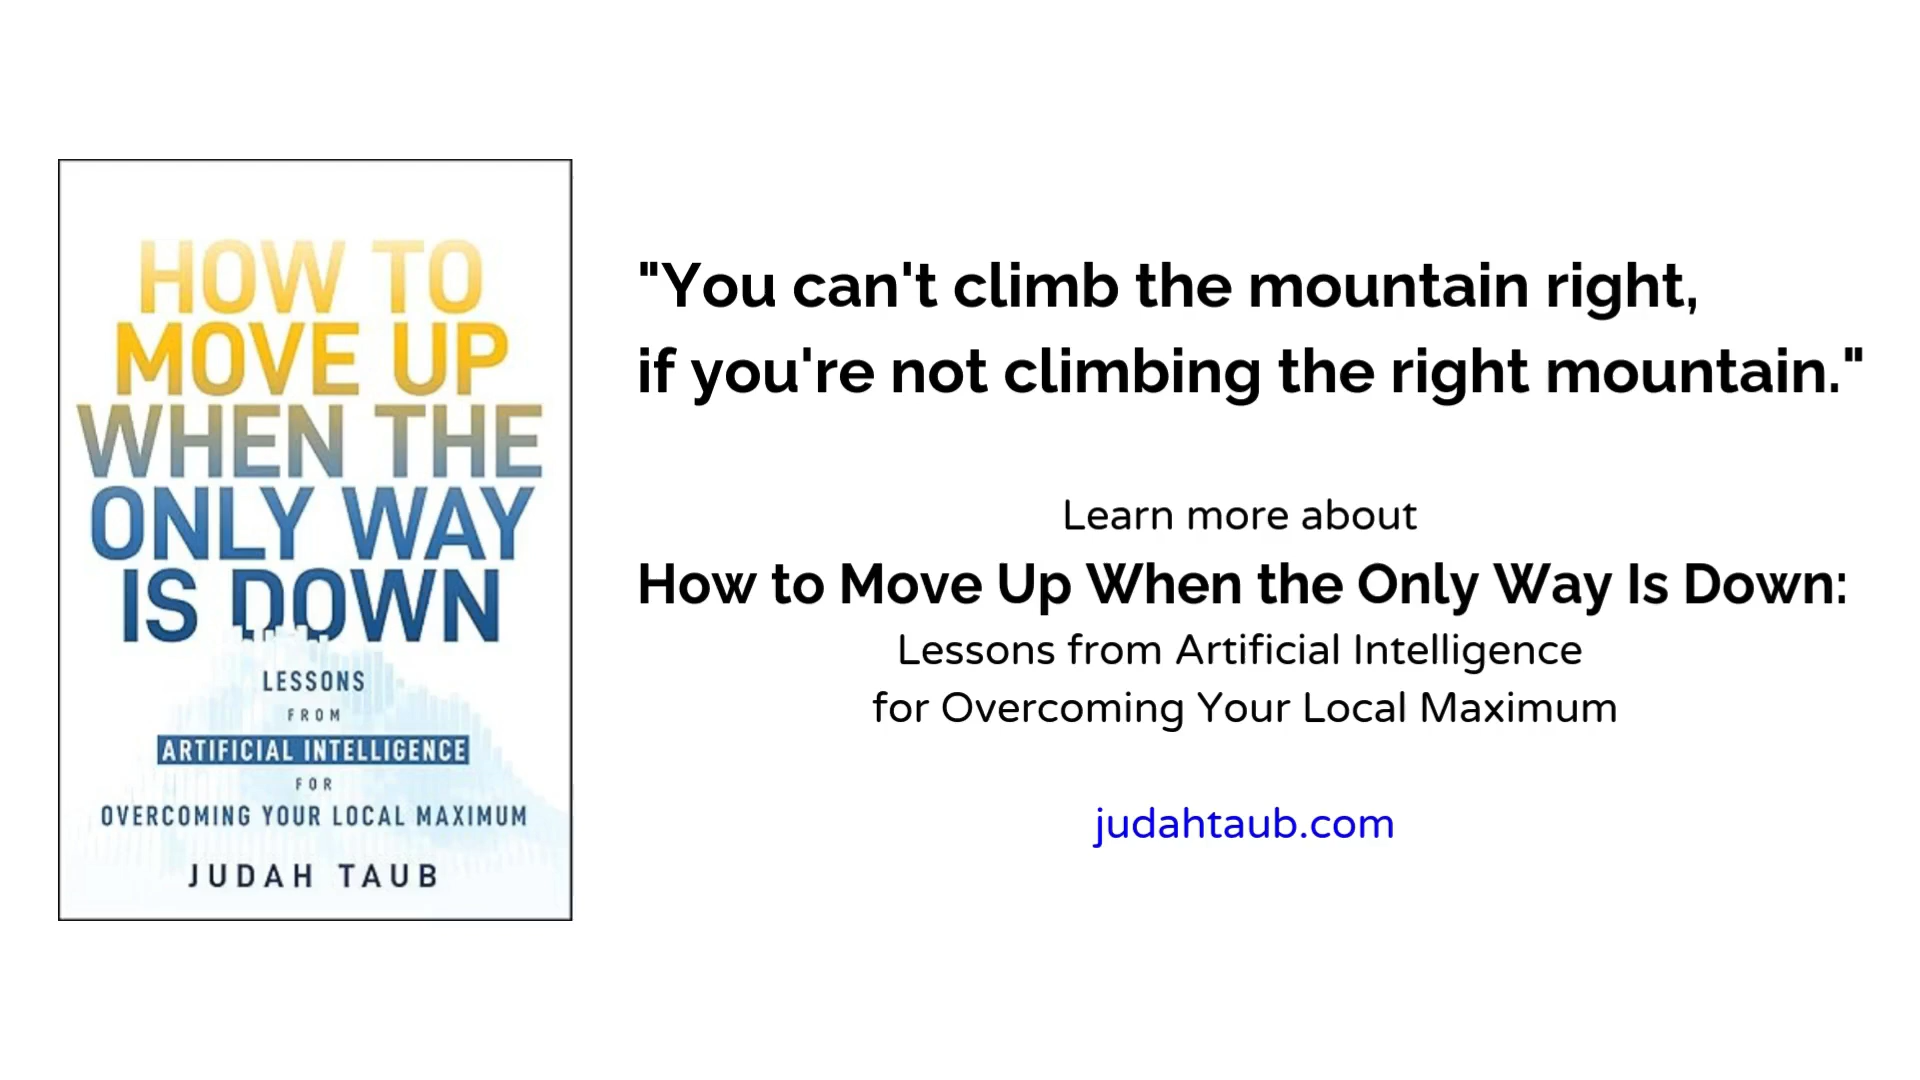 HOW TO
MOVE UP
WHEN THE
ONLY WAY
IS DOWN
LESSONS
FROM
ARTIFICIAL INTELLIGENCE
FOR
OVERCOMING YOUR LOCAL MAXIMUM
JUDAH TAUB
"You can't climb the mountain right,
if you're not climbing the right mountain."
Learn more about
How to Move Up When the Only Way Is Down:
Lessons from Artificial Intelligence
for Overcoming Your Local Maximum
judahtaub.com